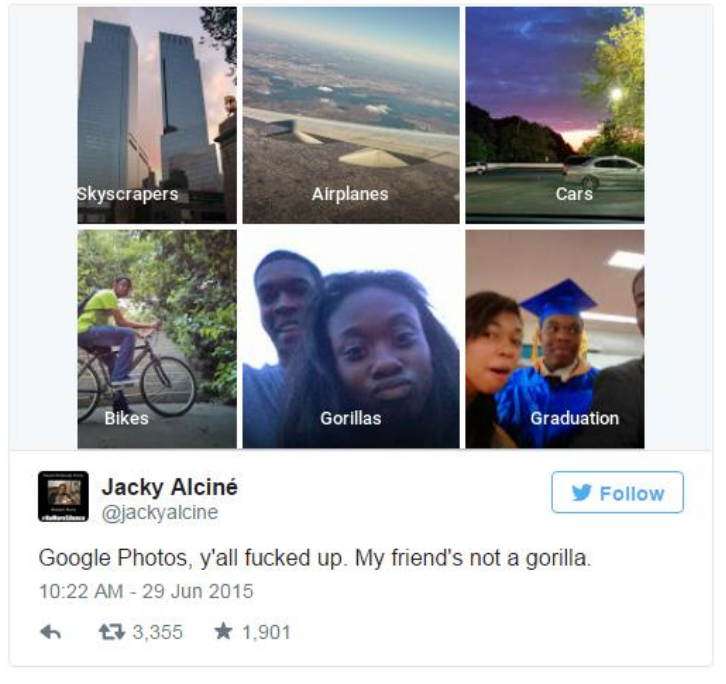 Skyscrapers
Airplanes
Cars
Bikes
Gorillas
Graduation
Jacky Alciné
@jackyalcine
Follow
Google Photos, y'all fucked up. My friend's not a gorilla.
10:22 AM - 29 Jun 2015
3,355
1,901